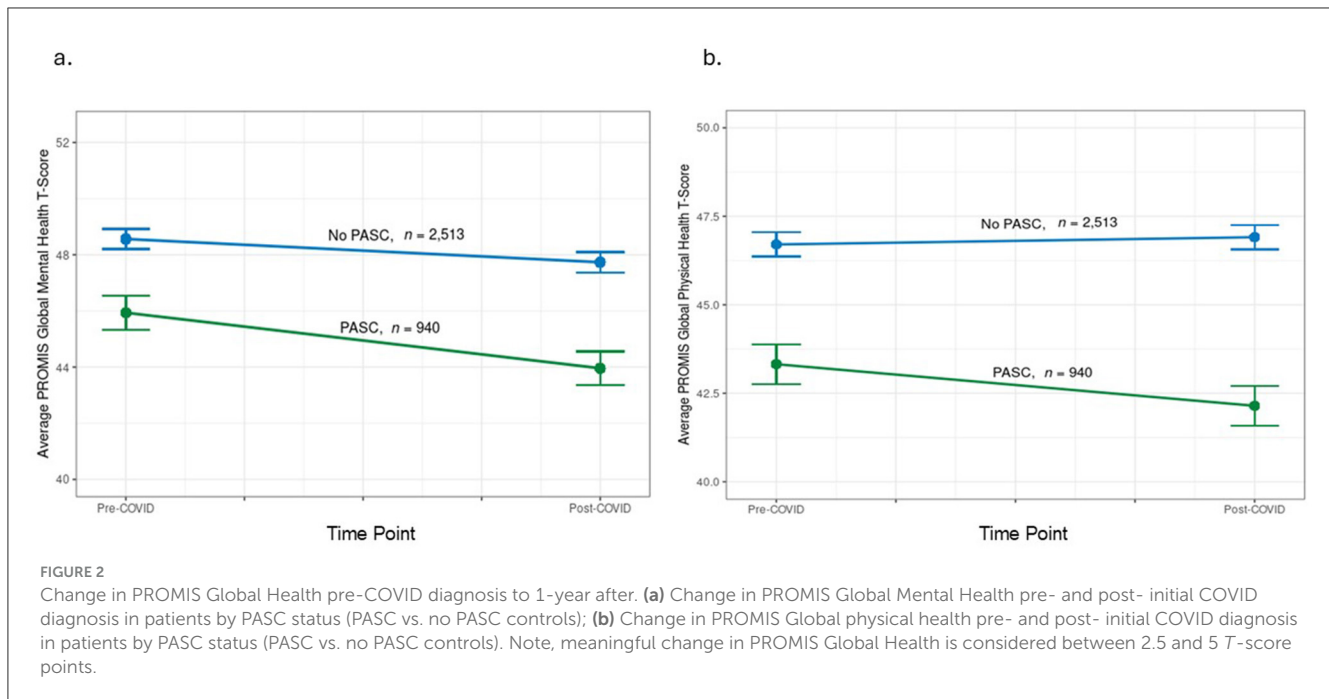 a.
Average PROMIS Global Mental Health T-Score
52
48
44
40
No PASC, n = 2,513
PASC, n = 940
Pre-COVID
Post-COVID
Time Point
b.
Average PROMIS Global Physical Health T-Score
50.0
47.5
45.0
42.5
40.0
No PASC, n = 2,513
PASC, n = 940
Pre-COVID
Post-COVID
Time Point
FIGURE 2
Change in PROMIS Global Health pre-COVID diagnosis to 1-year after. (a) Change in PROMIS Global Mental Health pre- and post- initial COVID
diagnosis in patients by PASC status (PASC vs. no PASC controls); (b) Change in PROMIS Global physical health pre- and post- initial COVID diagnosis
in patients by PASC status (PASC vs. no PASC controls). Note, meaningful change in PROMIS Global Health is considered between 2.5 and 5 T-score
points.